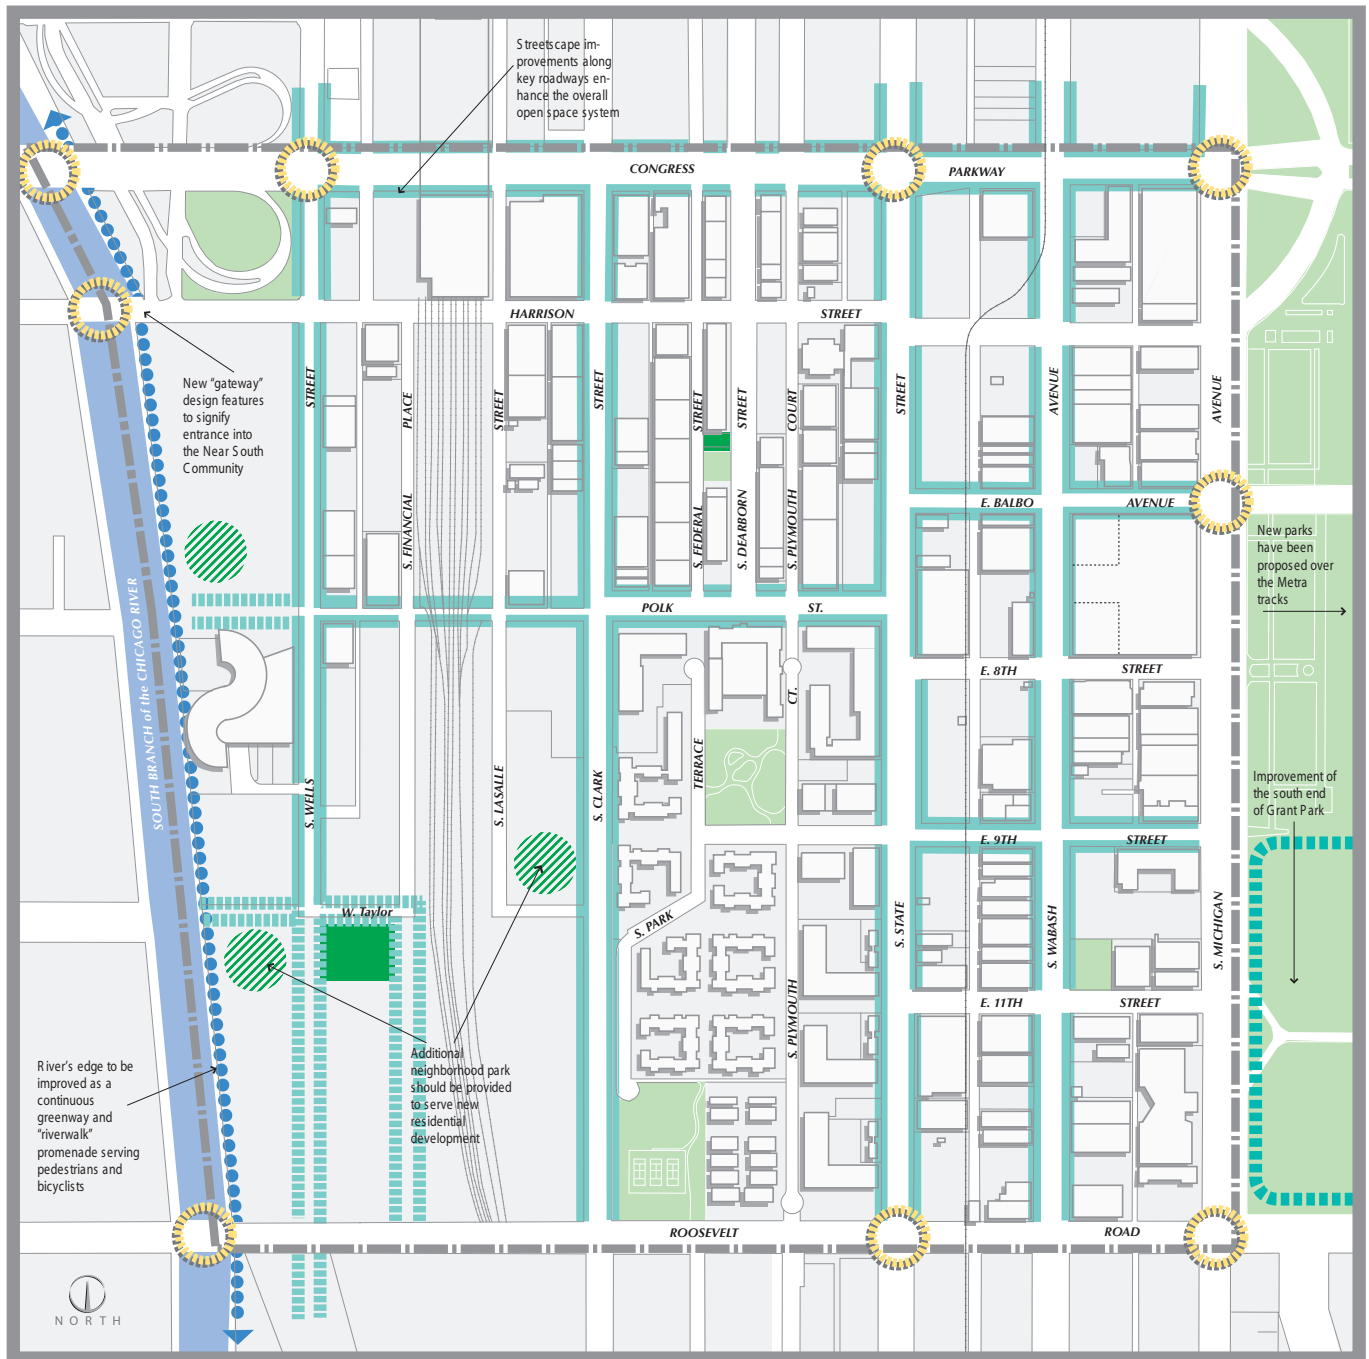 Streetscape im-
provements along
key roadways en-
hance the overall
open space system
CONGRESS
PARKWAY
HARRISON
STREET
New “gateway”
design features
to signify
entrance into
the Near South
Community
STREET
PLACE
STREET
STREET
STREET
STREET
COURT
STREET
AVENUE
AVENUE
S. FINANCIAL
S. FEDERAL
S. DEARBORN
S. PLYMOUTH
E. BALBO
AVENUE
New parks
have been
proposed over
the Metra
tracks
SOUTH BRANCH of the CHICAGO RIVER
POLK
ST.
E. 8TH
STREET
CT.
TERRACE
S. WELLS
S. LASALLE
S. CLARK
Improvement of
the south end
of Grant Park
E. 9TH
STREET
W. Taylor
S. PARK
S. STATE
S. WABASH
S. MICHIGAN
S. PLYMOUTH
E. 11TH
STREET
Additional
neighborhood park
should be provided
to serve new
residential
development
River’s edge to be
improved as a
continuous
greenway and
“riverwalk”
promenade serving
pedestrians and
bicyclists
ROOSEVELT
ROAD
NORTH